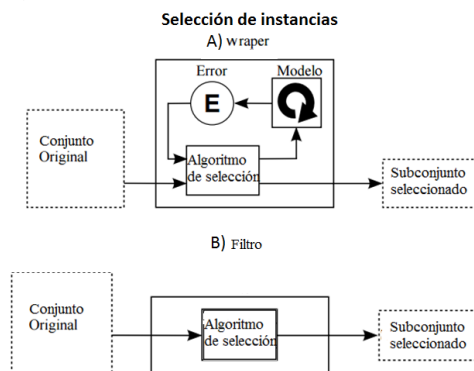 Selección de instancias
A) wraper
Error
Modelo
E
Conjunto
Original
Algoritmo
de selección
Subconjunto
seleccionado
B) Filtro
Conjunto
Original
Algoritmo
de selección
Subconjunto
seleccionado